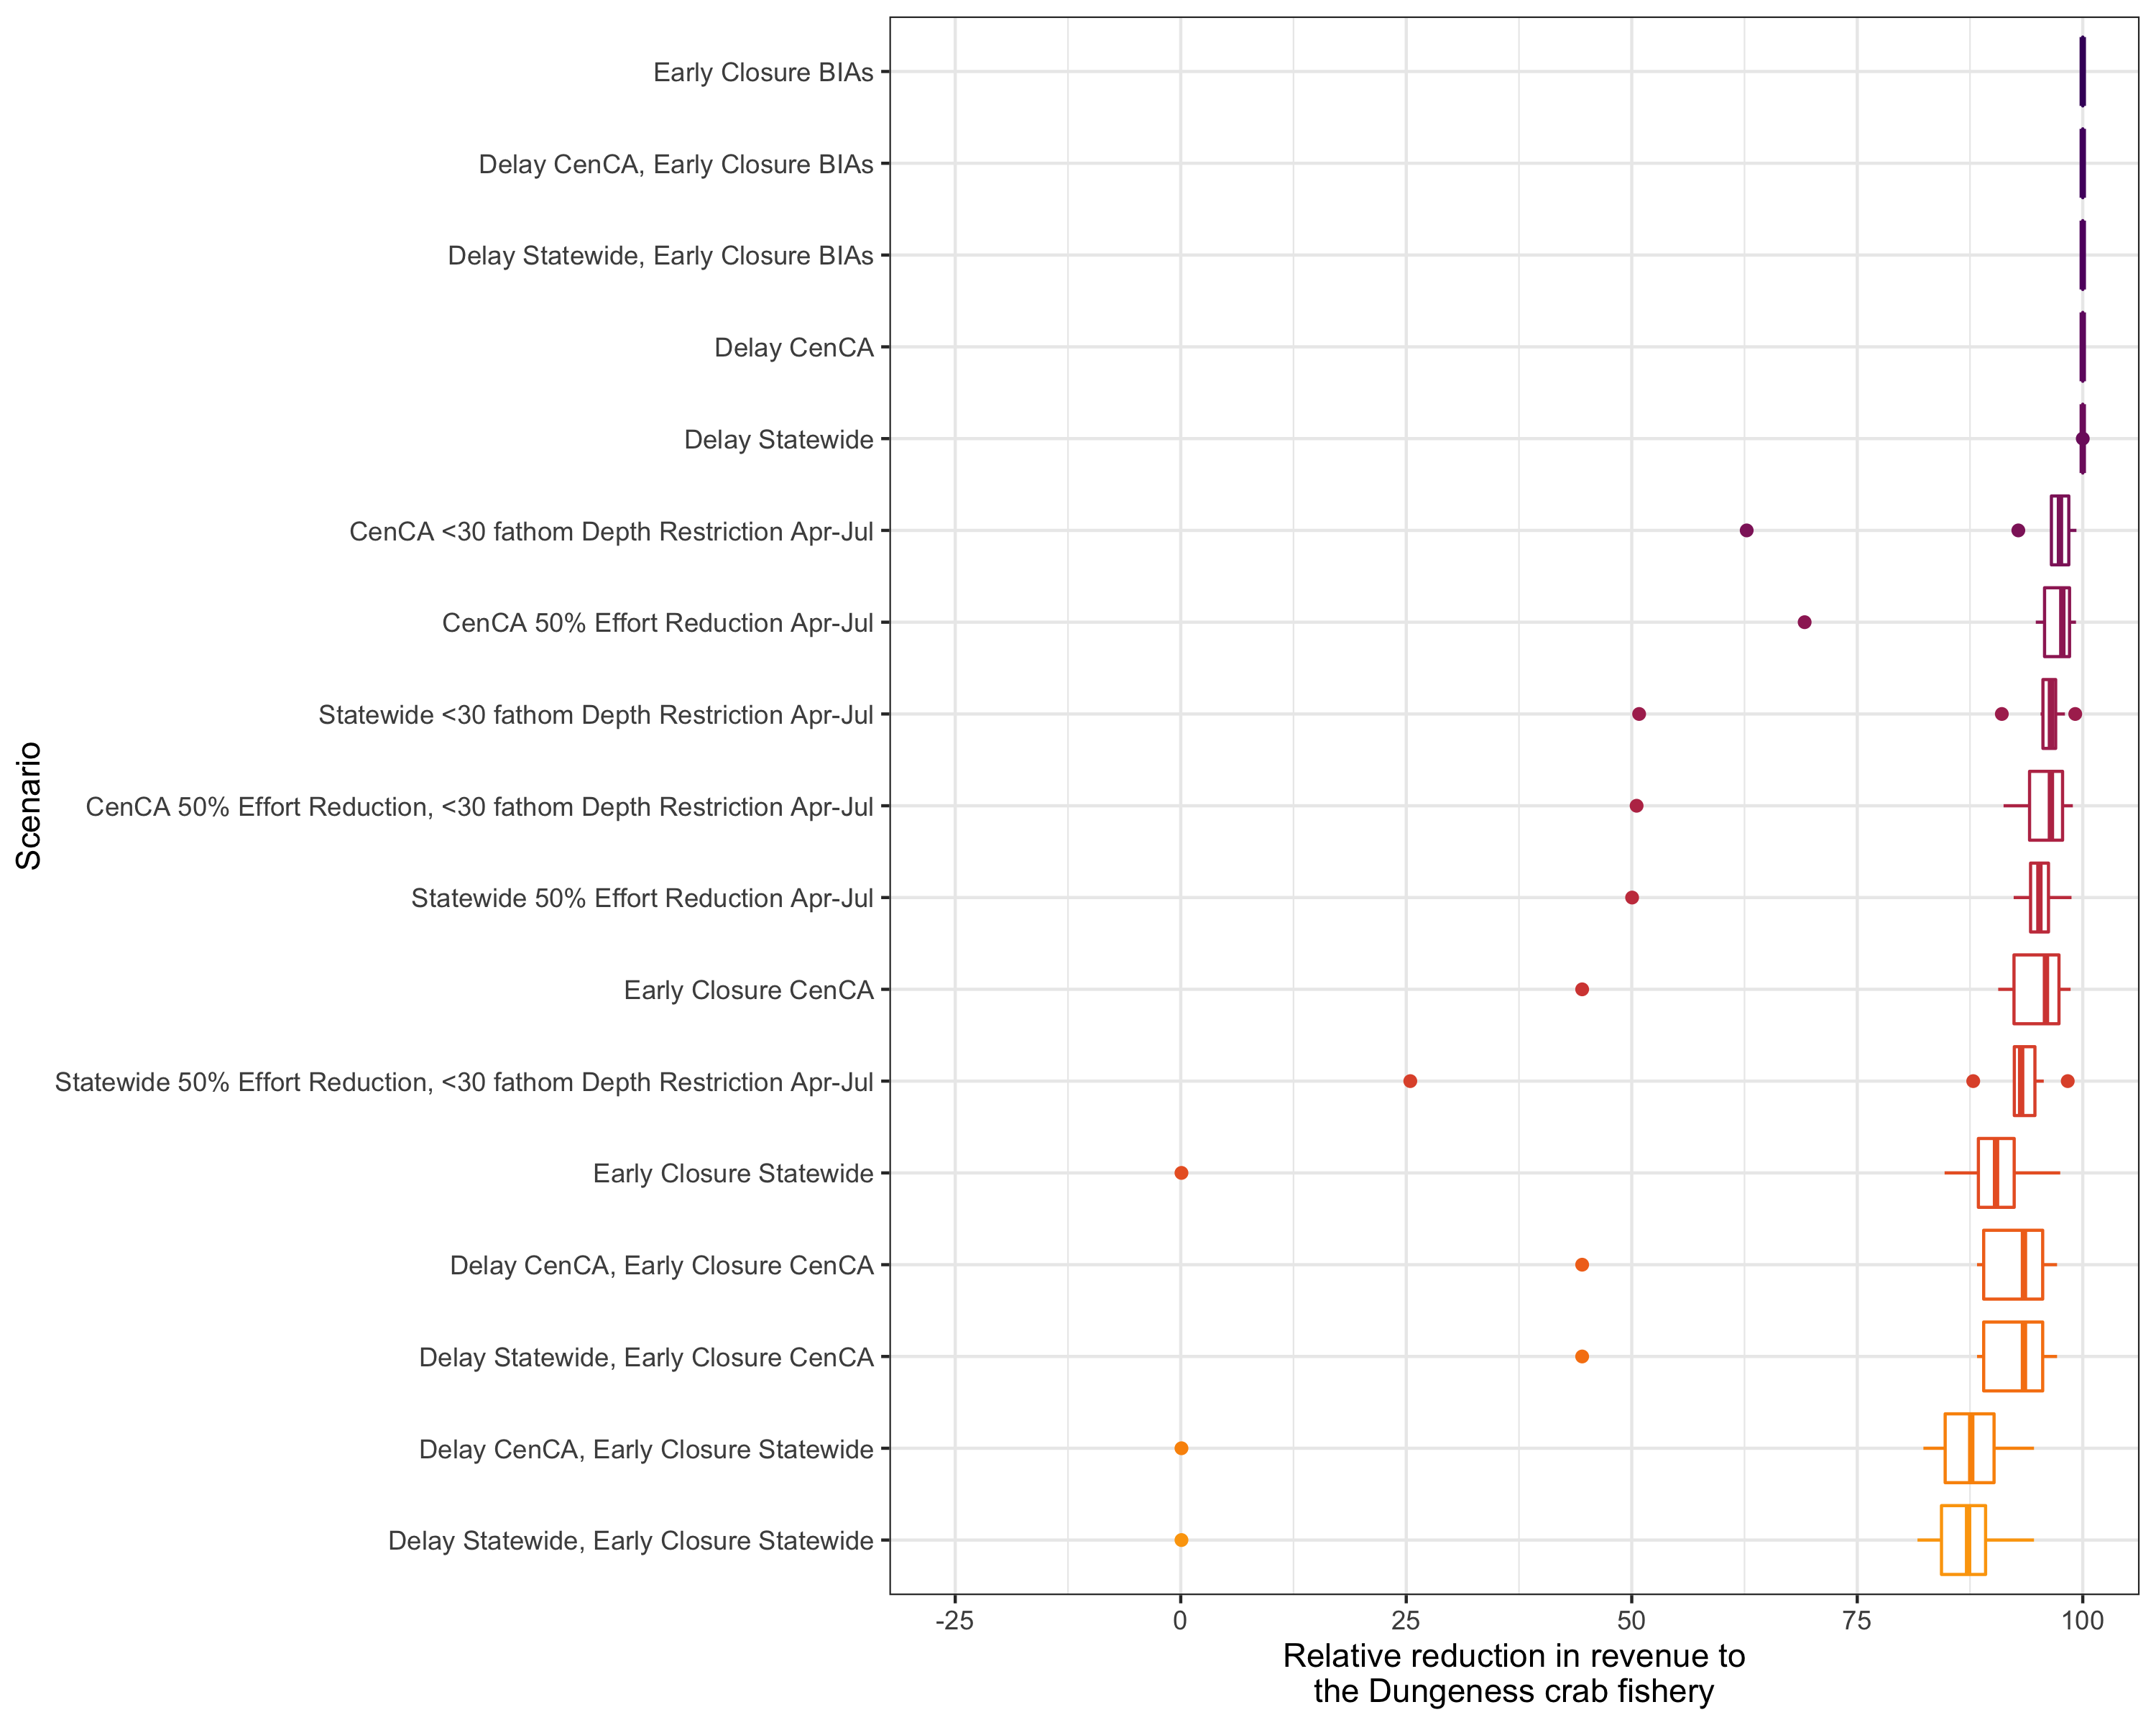 Scenario
Early Closure BIAs
Delay CenCA, Early Closure BIAs
Delay Statewide, Early Closure BIAs
Delay CenCA
Delay Statewide
CenCA <30 fathom Depth Restriction Apr-Jul
CenCA 50% Effort Reduction Apr-Jul
Statewide <30 fathom Depth Restriction Apr-Jul
CenCA 50% Effort Reduction, <30 fathom Depth Restriction Apr-Jul
Statewide 50% Effort Reduction Apr-Jul
Early Closure CenCA
Statewide 50% Effort Reduction, <30 fathom Depth Restriction Apr-Jul
Early Closure Statewide
Delay CenCA, Early Closure CenCA
Delay Statewide, Early Closure CenCA
Delay CenCA, Early Closure Statewide
Delay Statewide, Early Closure Statewide
-25 0 25 50 75 100
Relative reduction in revenue to
the Dungeness crab fishery